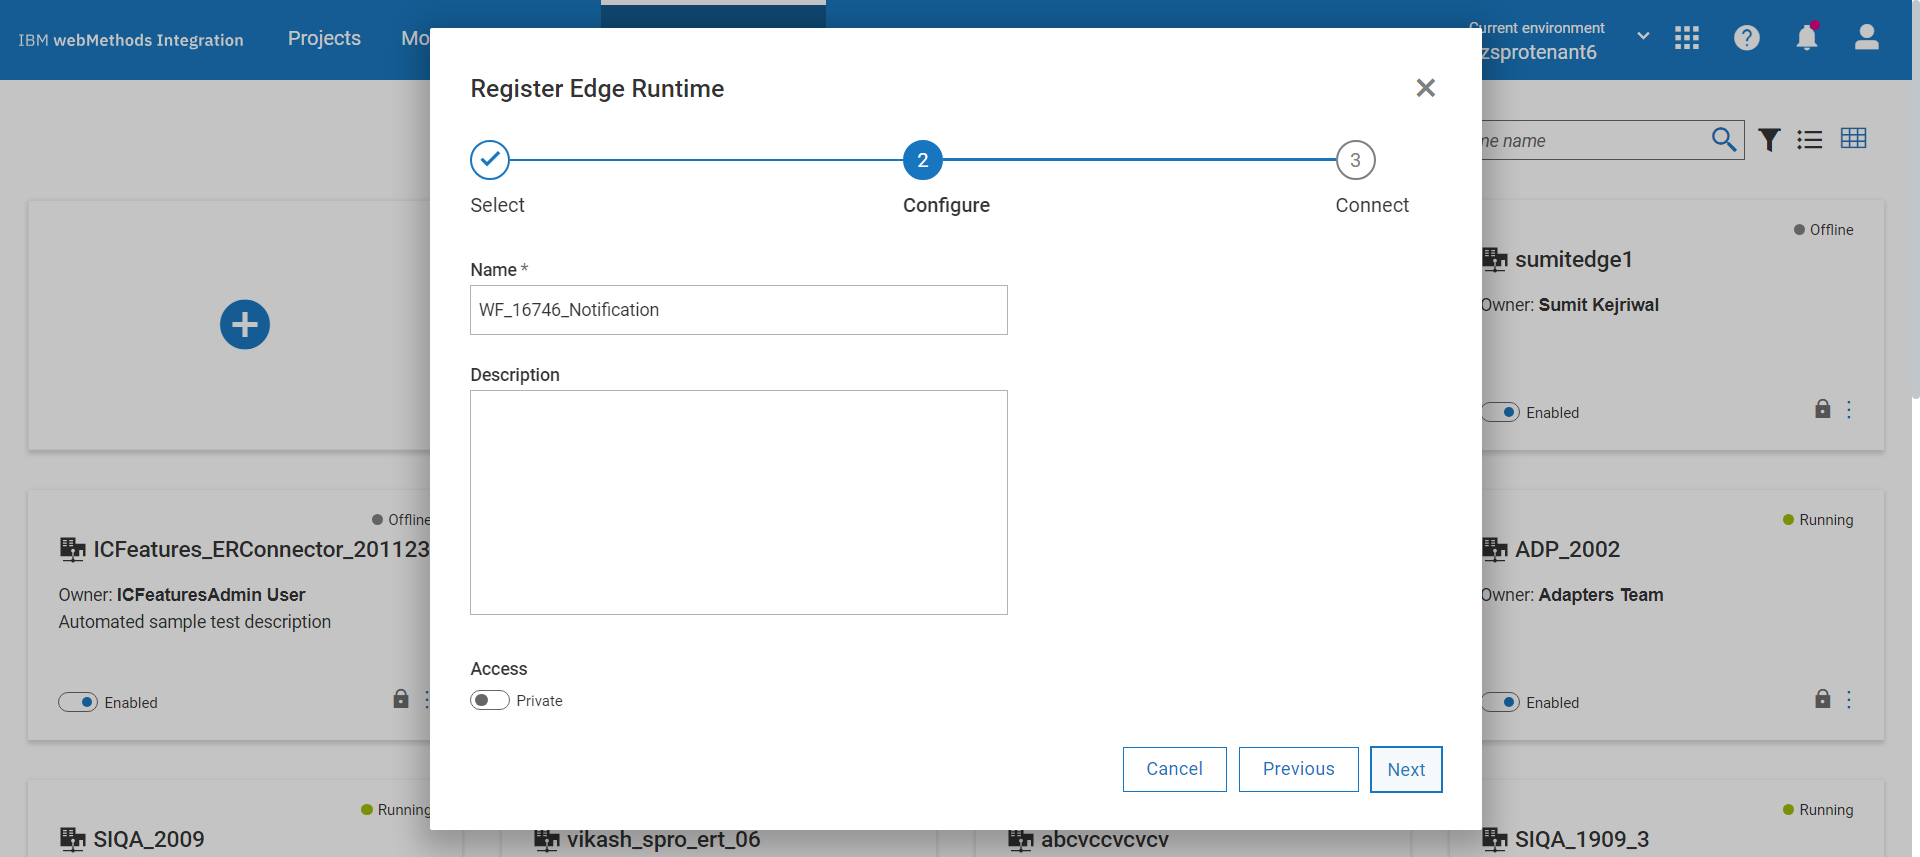 IBM webMethods Integration
Projects
Mo
Current environment
zsprotenant6
Register Edge Runtime
2
3
Select
Configure
Connect
Name *
WF_16746_Notification
Description
Access
Private
Cancel
Previous
Next
me name
Offline
sumitedge1
Owner: Sumit Kejriwal
Enabled
Offline
ICFeatures_ERConnector_201123
Owner: ICFeaturesAdmin User
Automated sample test description
Enabled
Running
ADP_2002
Owner: Adapters Team
Enabled
Running
SIQA_2009
vikash_spro_ert_06
abcvccvcvcv
Running
SIQA_1909_3